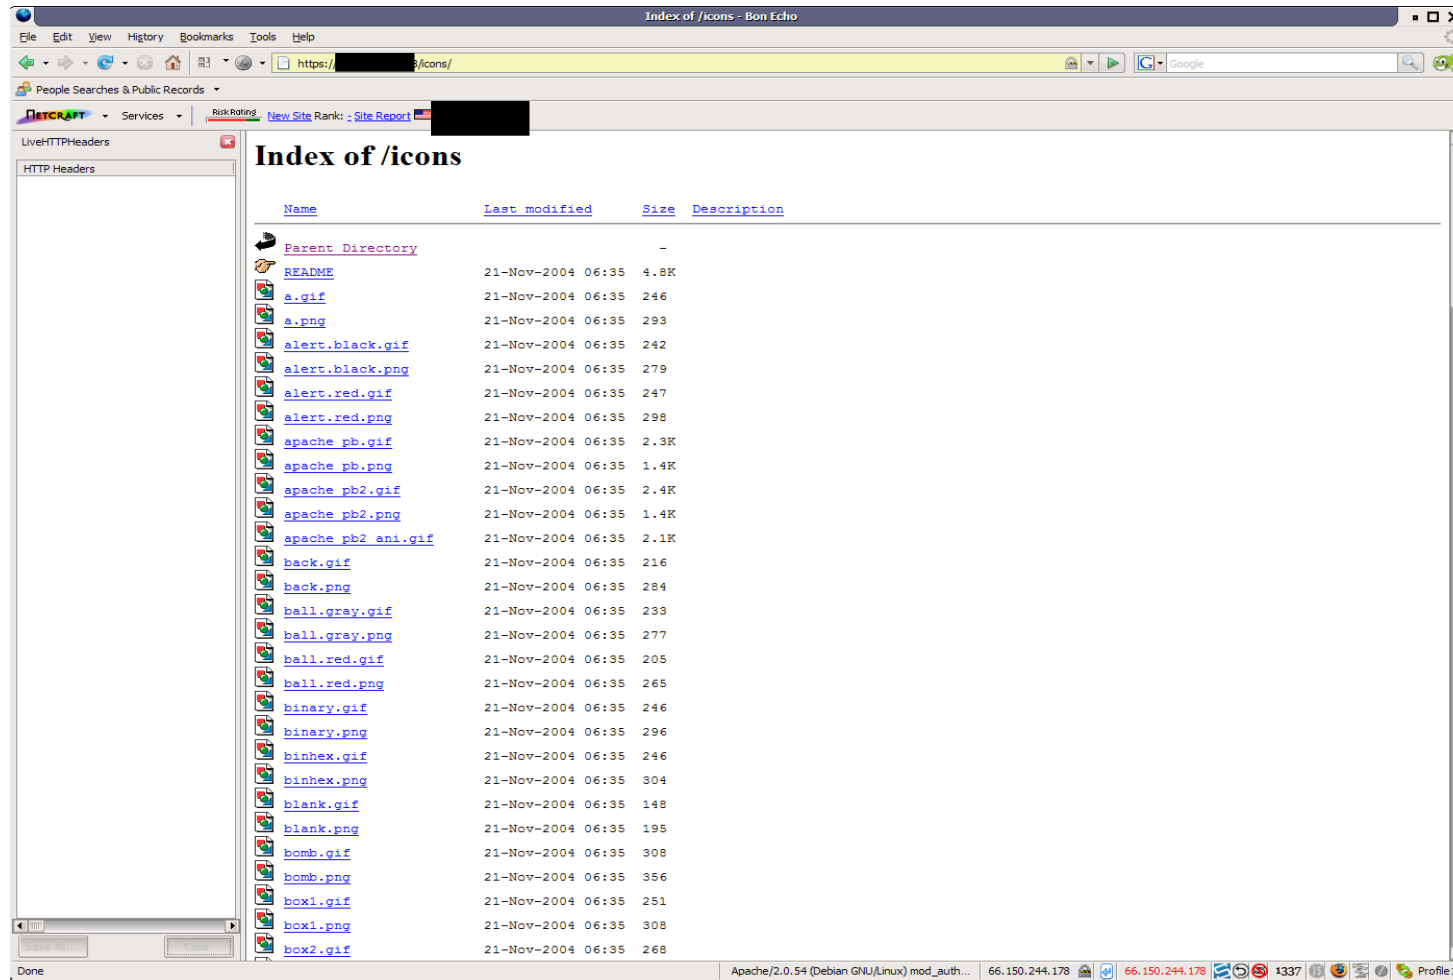 Index of /icons - Bon Echo
File Edit View History Bookmarks Tools Help
https:// 3/icons/ Google
People Searches & Public Records
NETCRAFT Services Risk Rating New Site Rank: - Site Report
LiveHTTPHeaders
HTTP Headers
Index of /icons
Name Last modified Size Description
Parent Directory -
README 21-Nov-2004 06:35 4.8K
a.gif 21-Nov-2004 06:35 246
a.png 21-Nov-2004 06:35 293
alert.black.gif 21-Nov-2004 06:35 242
alert.black.png 21-Nov-2004 06:35 279
alert.red.gif 21-Nov-2004 06:35 247
alert.red.png 21-Nov-2004 06:35 298
apache_pb.gif 21-Nov-2004 06:35 2.3K
apache_pb.png 21-Nov-2004 06:35 1.4K
apache_pb2.gif 21-Nov-2004 06:35 2.4K
apache_pb2.png 21-Nov-2004 06:35 1.4K
apache_pb2_ani.gif 21-Nov-2004 06:35 2.1K
back.gif 21-Nov-2004 06:35 216
back.png 21-Nov-2004 06:35 284
ball.gray.gif 21-Nov-2004 06:35 233
ball.gray.png 21-Nov-2004 06:35 277
ball.red.gif 21-Nov-2004 06:35 205
ball.red.png 21-Nov-2004 06:35 265
binary.gif 21-Nov-2004 06:35 246
binary.png 21-Nov-2004 06:35 296
binhex.gif 21-Nov-2004 06:35 246
binhex.png 21-Nov-2004 06:35 304
blank.gif 21-Nov-2004 06:35 148
blank.png 21-Nov-2004 06:35 195
bomb.gif 21-Nov-2004 06:35 308
bomb.png 21-Nov-2004 06:35 356
box1.gif 21-Nov-2004 06:35 251
box1.png 21-Nov-2004 06:35 308
box2.gif 21-Nov-2004 06:35 268
Save All... Clear
Done Apache/2.0.54 (Debian GNU/Linux) mod_auth... 66.150.244.178 66.150.244.178 1337 Profile